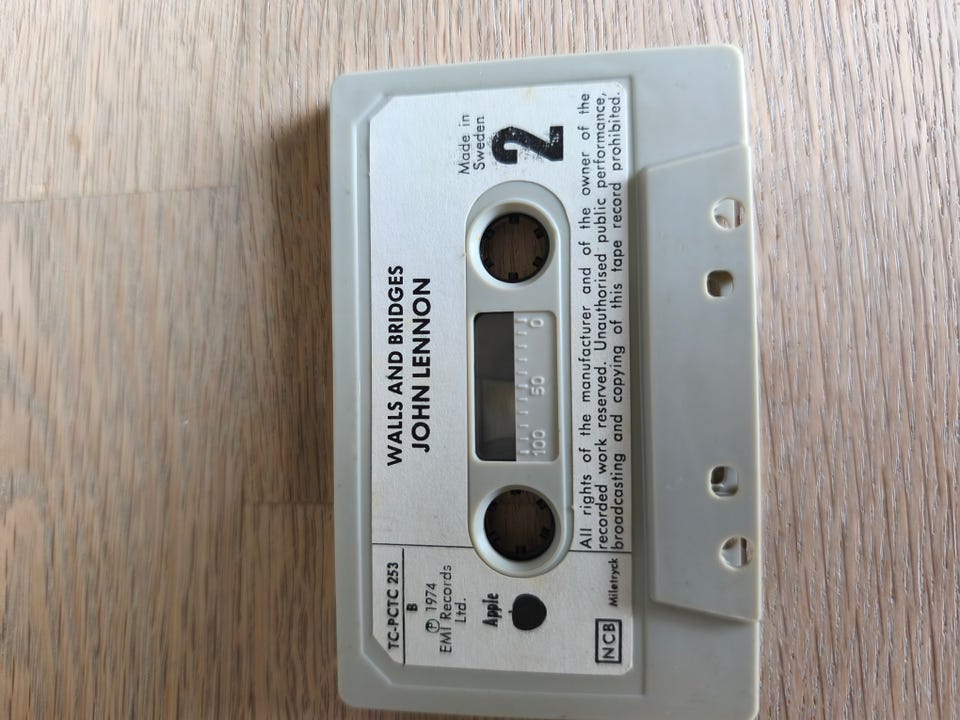 TC-PCTC 253
B
Ⓟ 1974
EMI Records
Ltd.
Apple
WALLS AND BRIDGES
JOHN LENNON
Made in
Sweden
2
100 50 0
All rights of the manufacturer and of the owner of the
recorded work reserved. Unauthorised public performance,
broadcasting and copying of this tape record prohibited.
NCB Miletryck